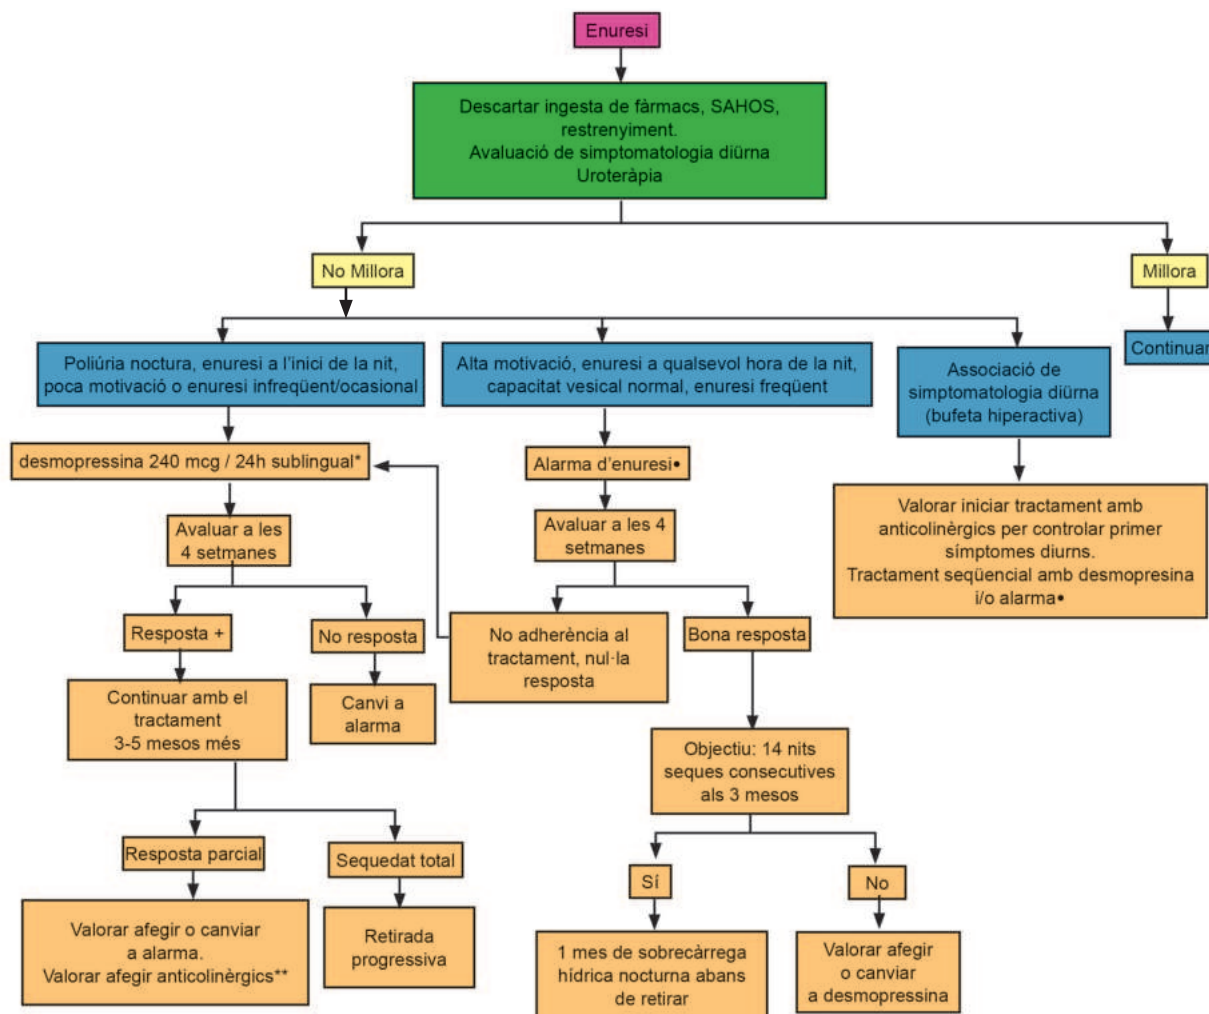 Enuresi
Descartar ingesta de fàrmacs, SAHOS,
restrenyiment.
Avaluació de simptomatologia diürna
Uroteràpia
No Millora
Millora
Poliúria noctura, enuresi a l'inici de la nit,
poca motivació o enuresi infreqüent/ocasional
Alta motivació, enuresi a qualsevol hora de la nit,
capacitat vesical normal, enuresi freqüent
Associació de
simptomatologia diürna
(bufeta hiperactiva)
Continuar
desmopressina 240 mcg / 24h sublingual*
Alarma d'enuresi•
Valorar iniciar tractament amb
anticolinèrgics per controlar primer
símptomes diurns.
Tractament seqüencial amb desmopresina
i/o alarma•
Avaluar a les
4 setmanes
Avaluar a les 4
setmanes
Resposta +
No resposta
No adherència al
tractament, nul·la
resposta
Bona resposta
Continuar amb el
tractament
3-5 mesos més
Canvi a
alarma
Objectiu: 14 nits
seques consecutives
als 3 mesos
Resposta parcial
Sequedat total
Sí
No
Valorar afegir o canviar
a alarma.
Valorar afegir anticolinèrgics**
Retirada
progressiva
1 mes de sobrecàrrega
hídrica nocturna abans
de retirar
Valorar afegir
o canviar
a desmopressina